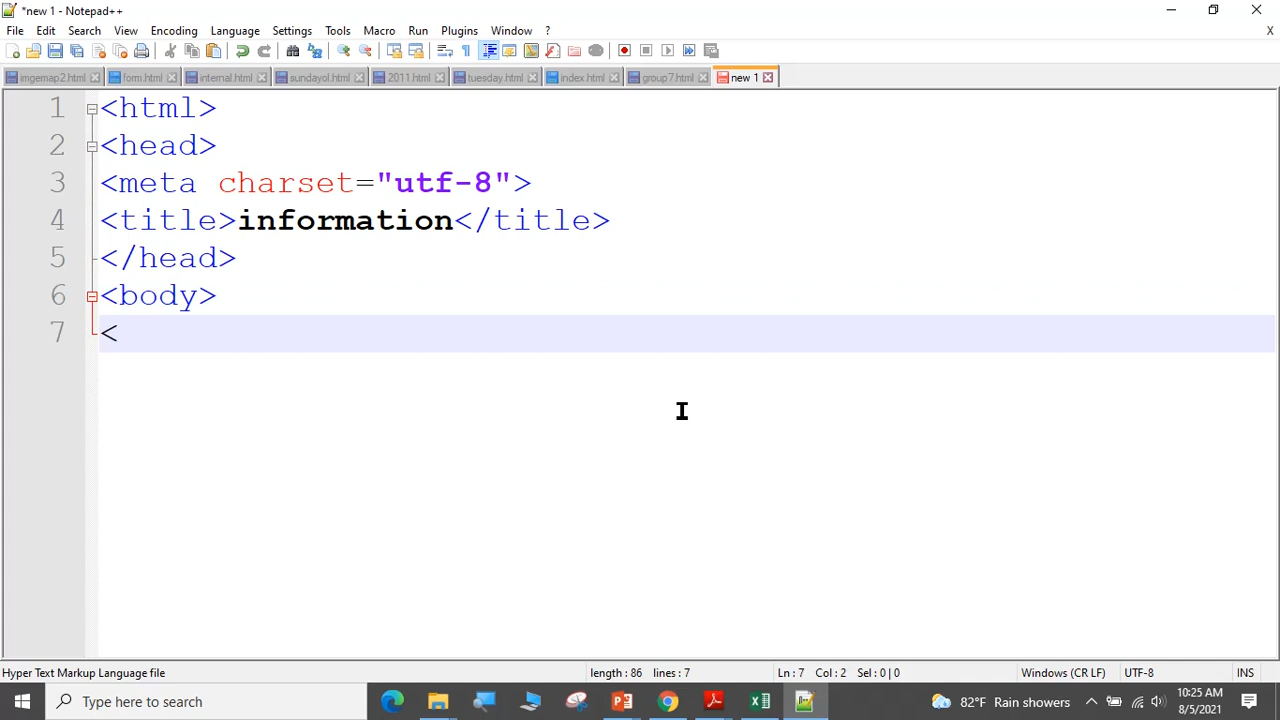 *new 1 - Notepad++
File Edit Search View Encoding Language Settings Tools Macro Run Plugins Window ? X
imgemap2.html form.html internal.html sundayol.html 2011.html tuesday.html index.html group7.html new 1
1 <html>
2 <head>
3 <meta charset="utf-8">
4 <title>information</title>
5 </head>
6 <body>
7 <
Hyper Text Markup Language file length : 86 lines : 7 Ln : 7 Col : 2 Sel : 0 | 0 Windows (CR LF) UTF-8 INS
Type here to search 82°F Rain showers 10:25 AM
8/5/2021